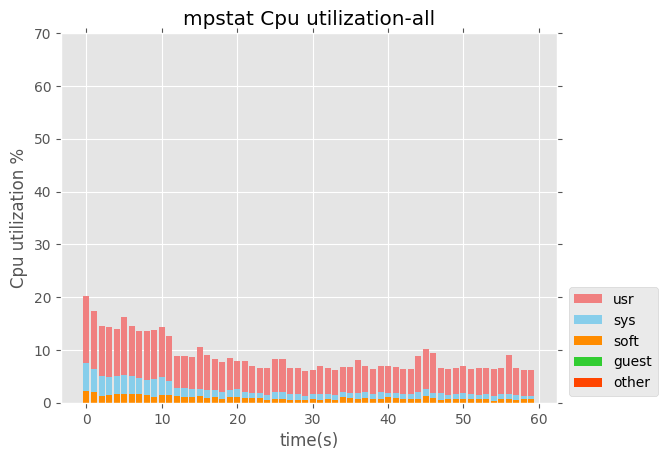 mpstat Cpu utilization-all
70
60
50
40
30
20
10
0
Cpu utilization %
0 10 20 30 40 50 60
time(s)
usr
sys
soft
guest
other